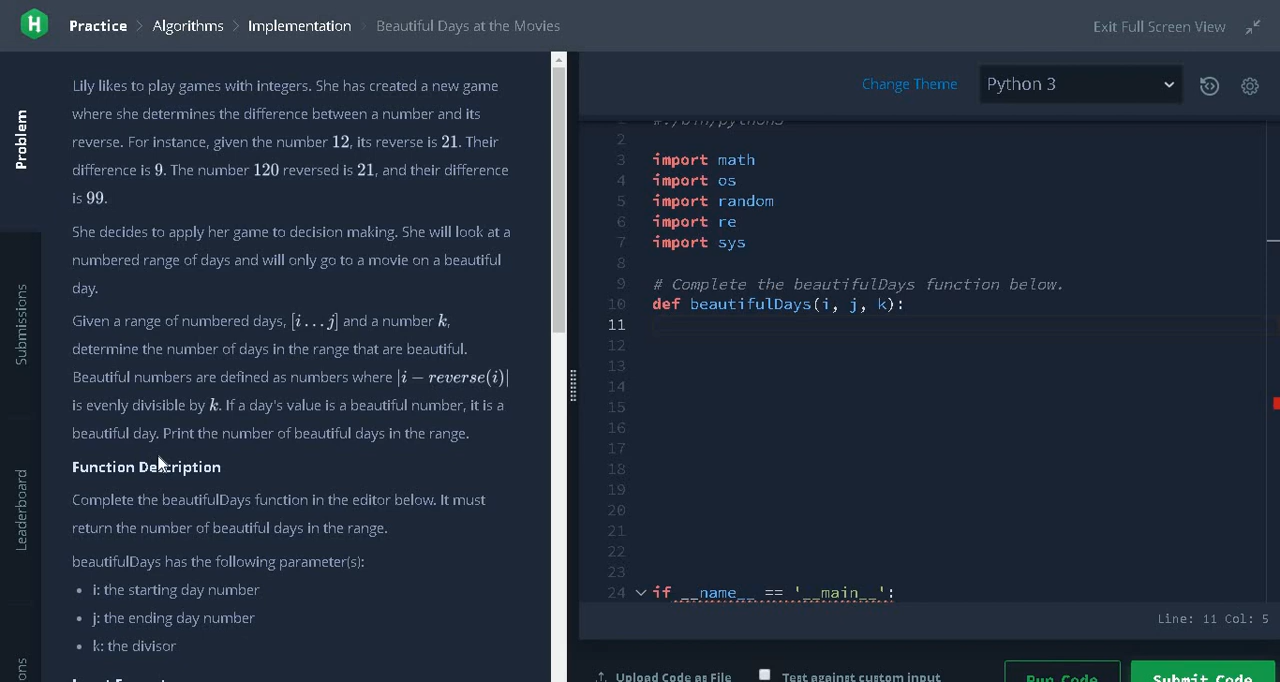 H Practice > Algorithms > Implementation > Beautiful Days at the Movies
Exit Full Screen View
Problem
Submissions
Leaderboard
Lily likes to play games with integers. She has created a new game
where she determines the difference between a number and its
reverse. For instance, given the number 12, its reverse is 21. Their
difference is 9. The number 120 reversed is 21, and their difference
is 99.
She decides to apply her game to decision making. She will look at a
numbered range of days and will only go to a movie on a beautiful
day.
Given a range of numbered days, [i...j] and a number k,
determine the number of days in the range that are beautiful.
Beautiful numbers are defined as numbers where |i - reverse(i)|
is evenly divisible by k. If a day's value is a beautiful number, it is a
beautiful day. Print the number of beautiful days in the range.
Function Description
Complete the beautifulDays function in the editor below. It must
return the number of beautiful days in the range.
beautifulDays has the following parameter(s):
• i: the starting day number
• j: the ending day number
• k: the divisor
Change Theme
Python 3
#!/bin/python3
2
3 import math
4 import os
5 import random
6 import re
7 import sys
8
9 # Complete the beautifulDays function below.
10 def beautifulDays(i, j, k):
11
12
13
14
15
16
17
18
19
20
21
22
23
24 if __name__ == '__main__':
Line: 11 Col: 5
Upload Code as File
Test against custom input
Run Code
Submit Code